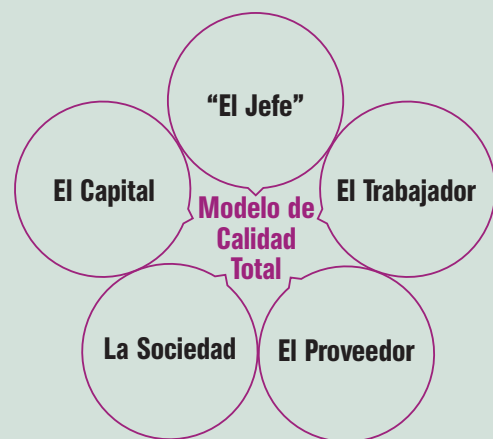 “El Jefe”
El Capital
El Trabajador
Modelo de
Calidad
Total
La Sociedad
El Proveedor